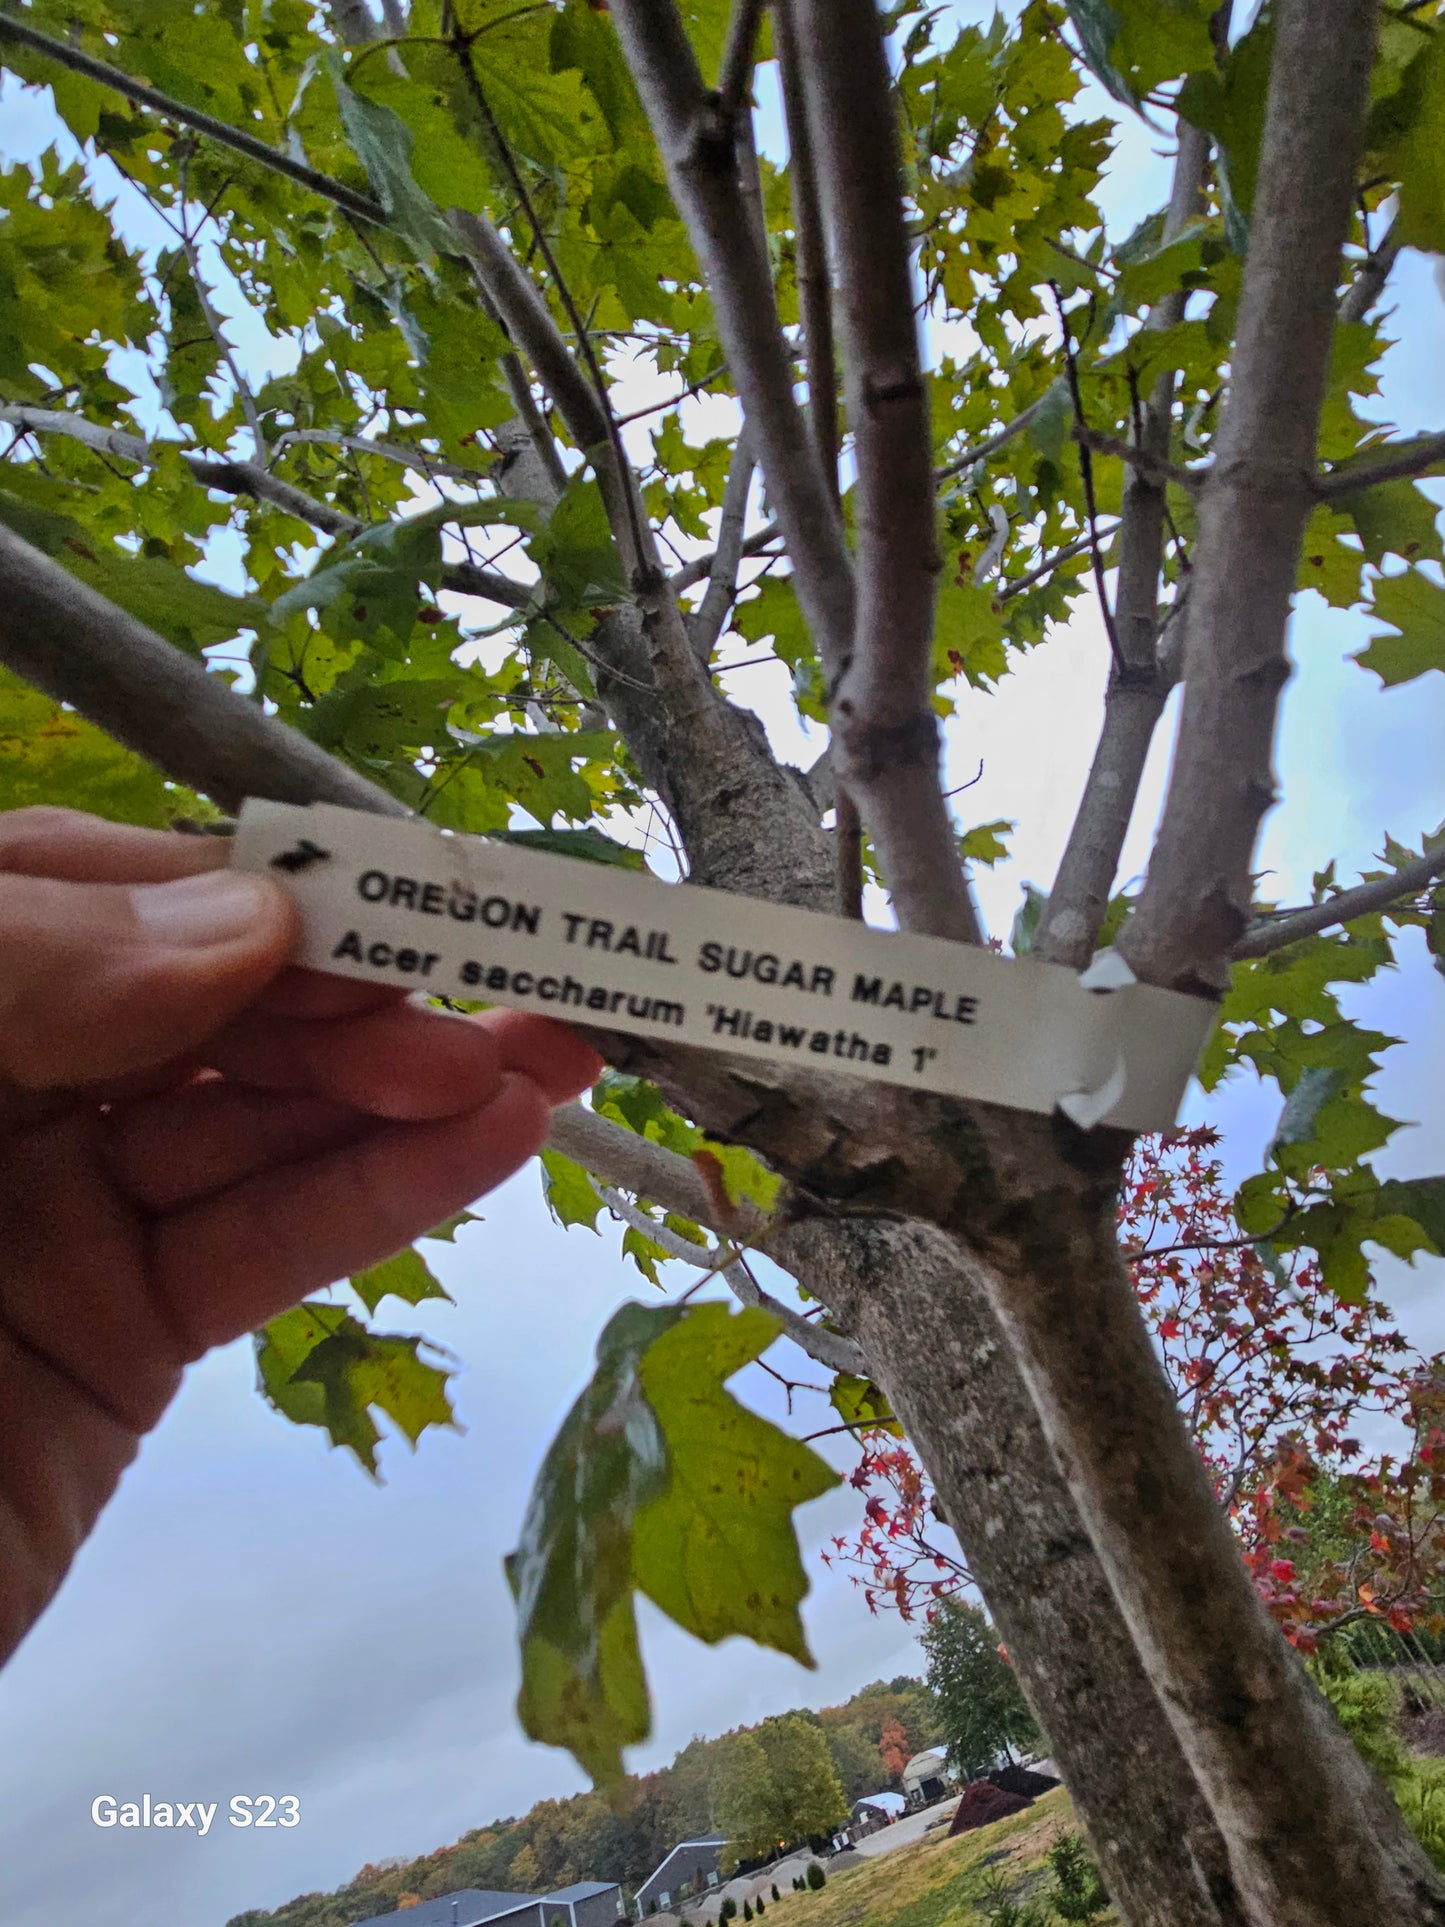 OREGON TRAIL SUGAR MAPLE
Acer saccharum 'Hiawatha 1'
Galaxy S23